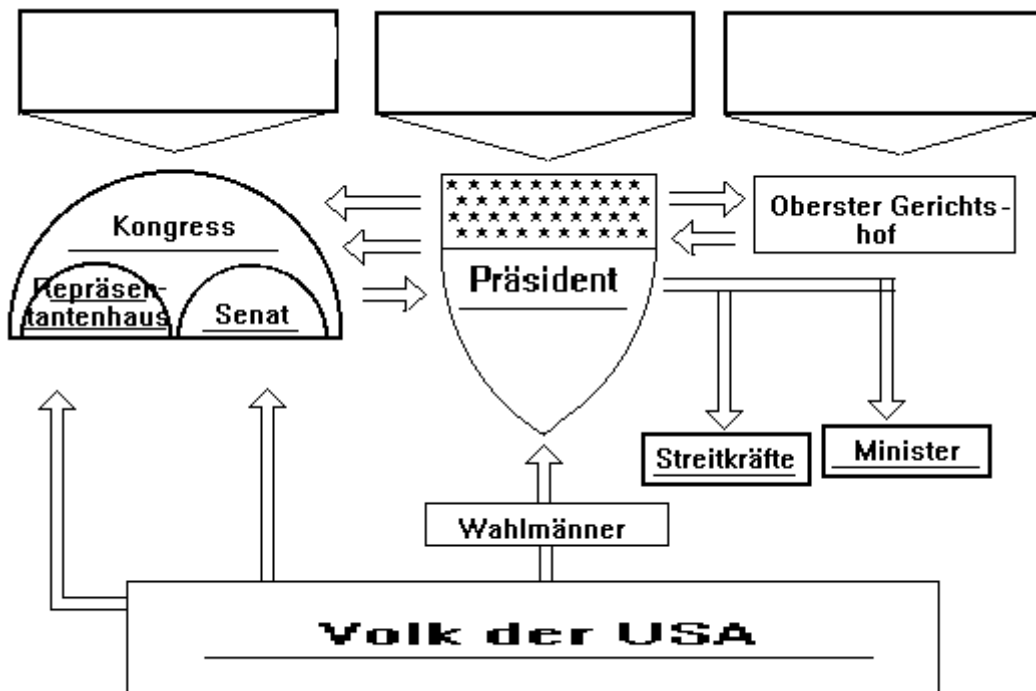 Kongress
Repräsen-
tantenhaus
Senat
Präsident
Oberster Gerichts-
hof
Streitkräfte
Minister
Wahlmänner
Volk der USA